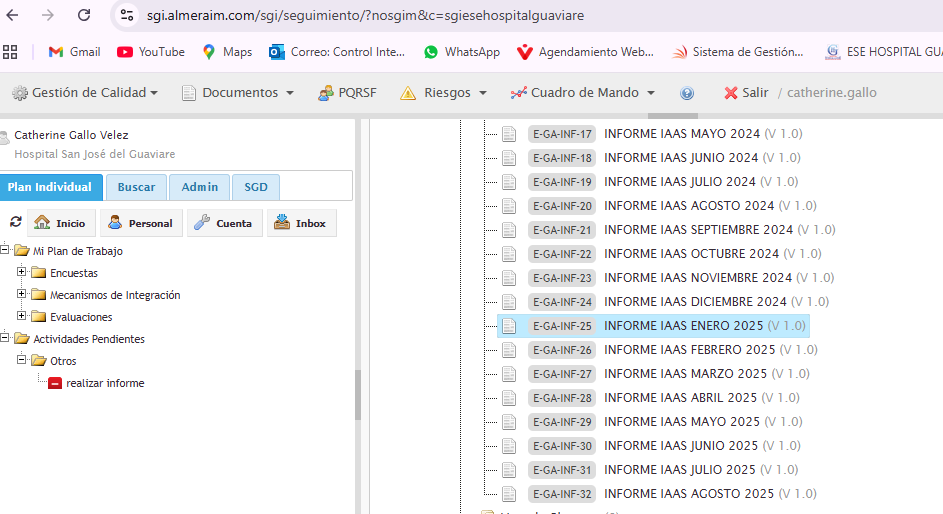 sgi.almeraim.com/sgi/seguimiento/?nosgim&c=sgiesehospitalguaviare
Gmail YouTube Maps Correo: Control Inte... WhatsApp Agendamiento Web... Sistema de Gestión... ESE HOSPITAL GUA
Gestión de Calidad Documentos PQRSF Riesgos Cuadro de Mando Salir / catherine.gallo
Catherine Gallo Velez
Hospital San José del Guaviare
Plan Individual Buscar Admin SGD
Inicio Personal Cuenta Inbox
Mi Plan de Trabajo
Encuestas
Mecanismos de Integración
Evaluaciones
Actividades Pendientes
Otros
realizar informe
E-GA-INF-17 INFORME IAAS MAYO 2024 (V 1.0)
E-GA-INF-18 INFORME IAAS JUNIO 2024 (V 1.0)
E-GA-INF-19 INFORME IAAS JULIO 2024 (V 1.0)
E-GA-INF-20 INFORME IAAS AGOSTO 2024 (V 1.0)
E-GA-INF-21 INFORME IAAS SEPTIEMBRE 2024 (V 1.0)
E-GA-INF-22 INFORME IAAS OCTUBRE 2024 (V 1.0)
E-GA-INF-23 INFORME IAAS NOVIEMBRE 2024 (V 1.0)
E-GA-INF-24 INFORME IAAS DICIEMBRE 2024 (V 1.0)
E-GA-INF-25 INFORME IAAS ENERO 2025 (V 1.0)
E-GA-INF-26 INFORME IAAS FEBRERO 2025 (V 1.0)
E-GA-INF-27 INFORME IAAS MARZO 2025 (V 1.0)
E-GA-INF-28 INFORME IAAS ABRIL 2025 (V 1.0)
E-GA-INF-29 INFORME IAAS MAYO 2025 (V 1.0)
E-GA-INF-30 INFORME IAAS JUNIO 2025 (V 1.0)
E-GA-INF-31 INFORME IAAS JULIO 2025 (V 1.0)
E-GA-INF-32 INFORME IAAS AGOSTO 2025 (V 1.0)